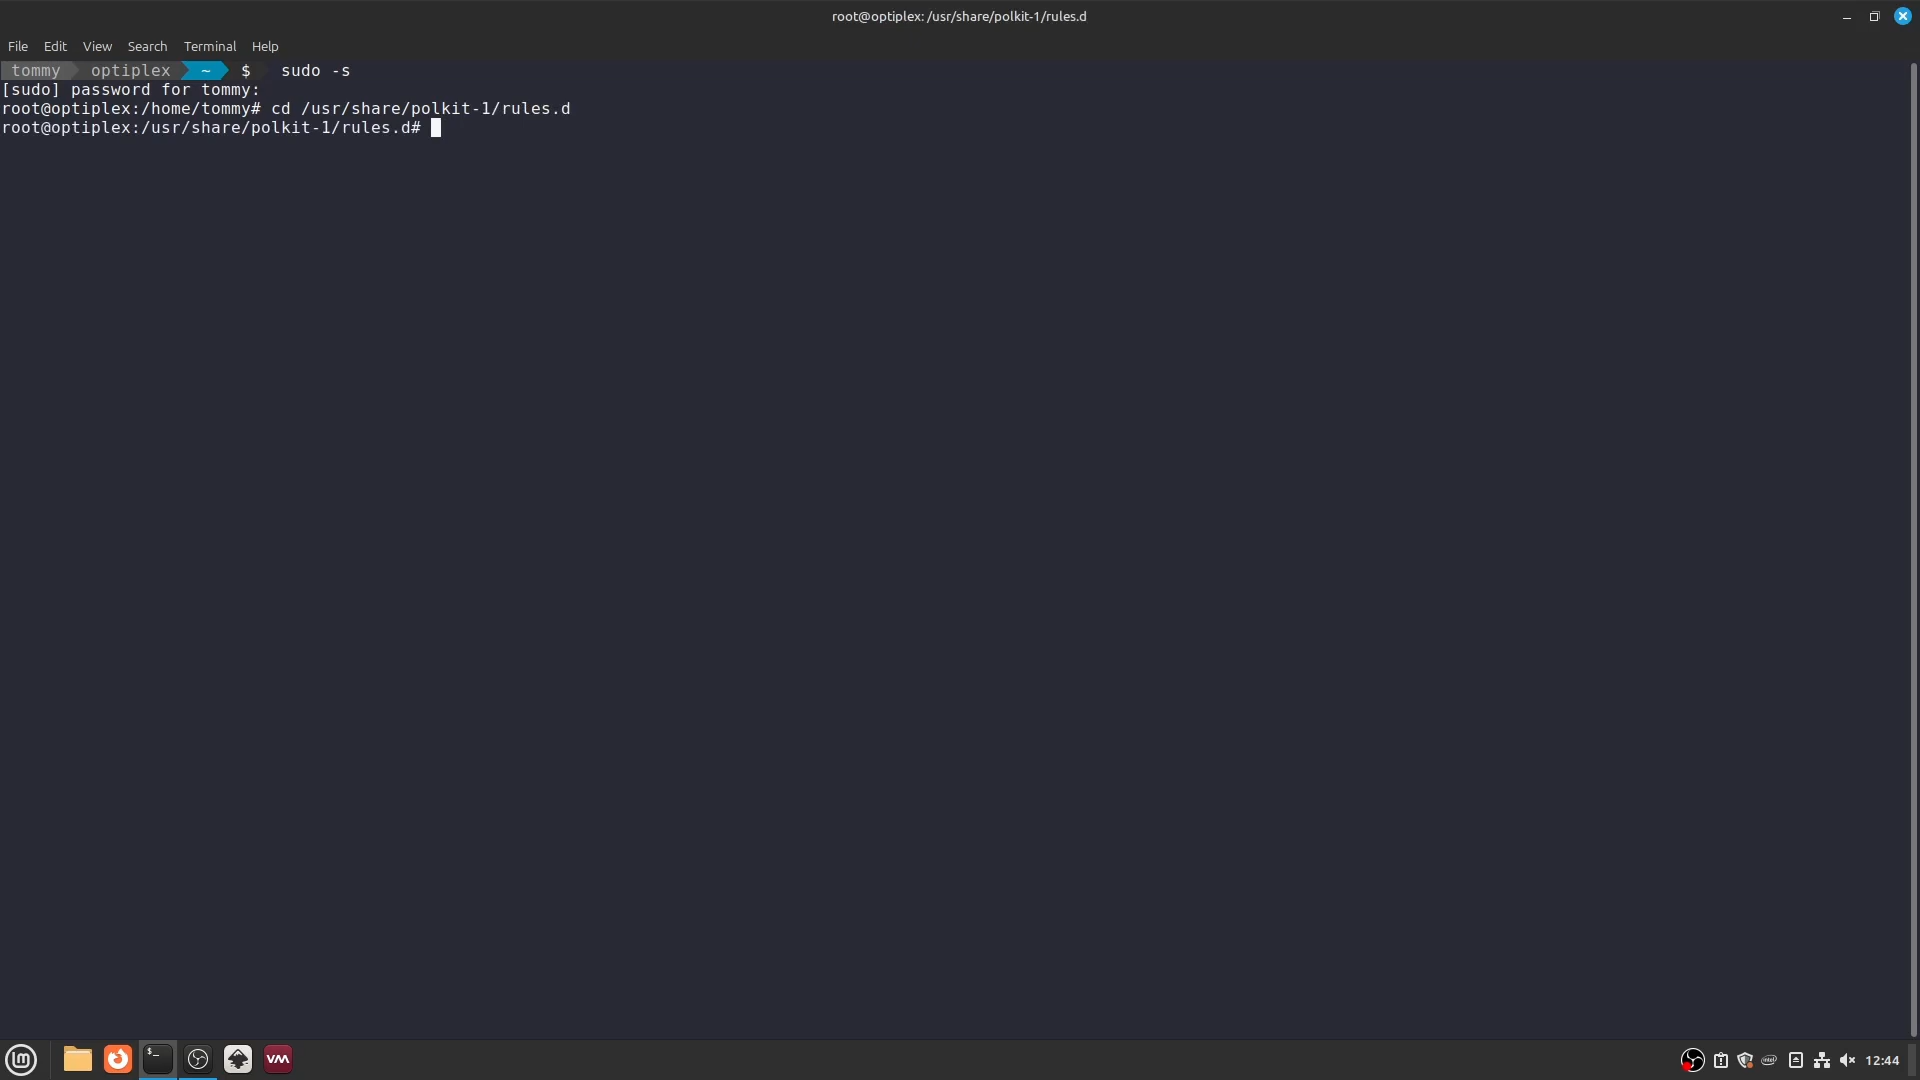 root@optiplex: /usr/share/polkit-1/rules.d
File Edit View Search Terminal Help
tommy optiplex ~ $ sudo -s
[sudo] password for tommy:
root@optiplex:/home/tommy# cd /usr/share/polkit-1/rules.d
root@optiplex:/usr/share/polkit-1/rules.d#
$_
VM
intel
12:44